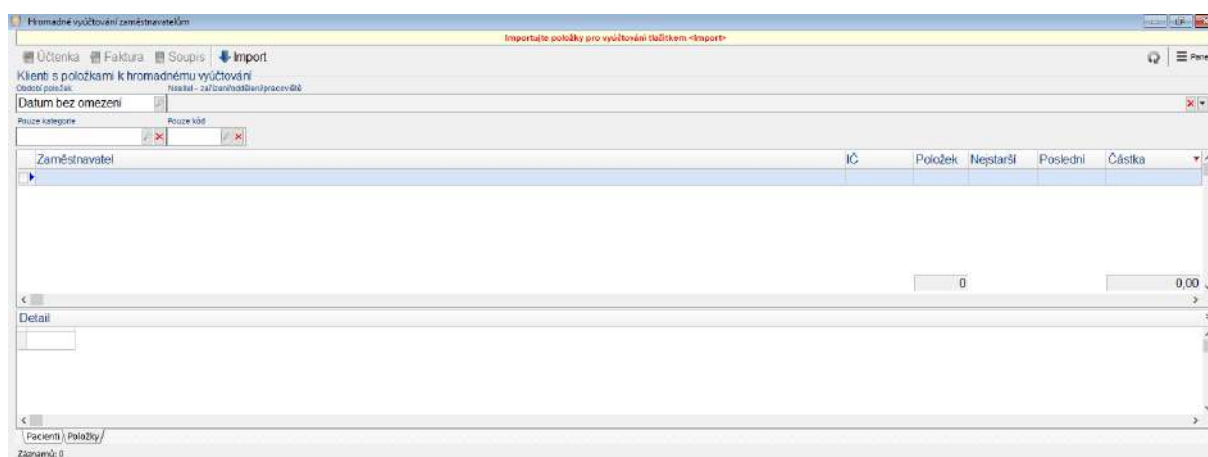 Hromadné vyúčtování zaměstnavatelům
Importujte položky pro vyúčtování tlačítkem <Import>
Účtenka Faktura Soupis Import Pane
Klienti s položkami k hromadnému vyúčtování
Období položek Nositel - zařízení/oddělení/pracoviště
Datum bez omezení
Pouze kategorie Pouze kód
Zaměstnavatel IČ Položek Nejstarší Poslední Částka
0 0,00
Detail
Pacienti Položky
Záznamů: 0